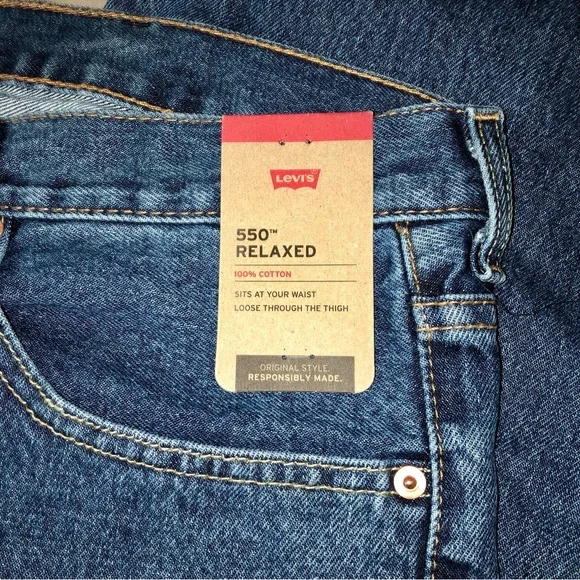 Levi's
550™
RELAXED
100% COTTON
SITS AT YOUR WAIST
LOOSE THROUGH THE THIGH
ORIGINAL STYLE.
RESPONSIBLY MADE.